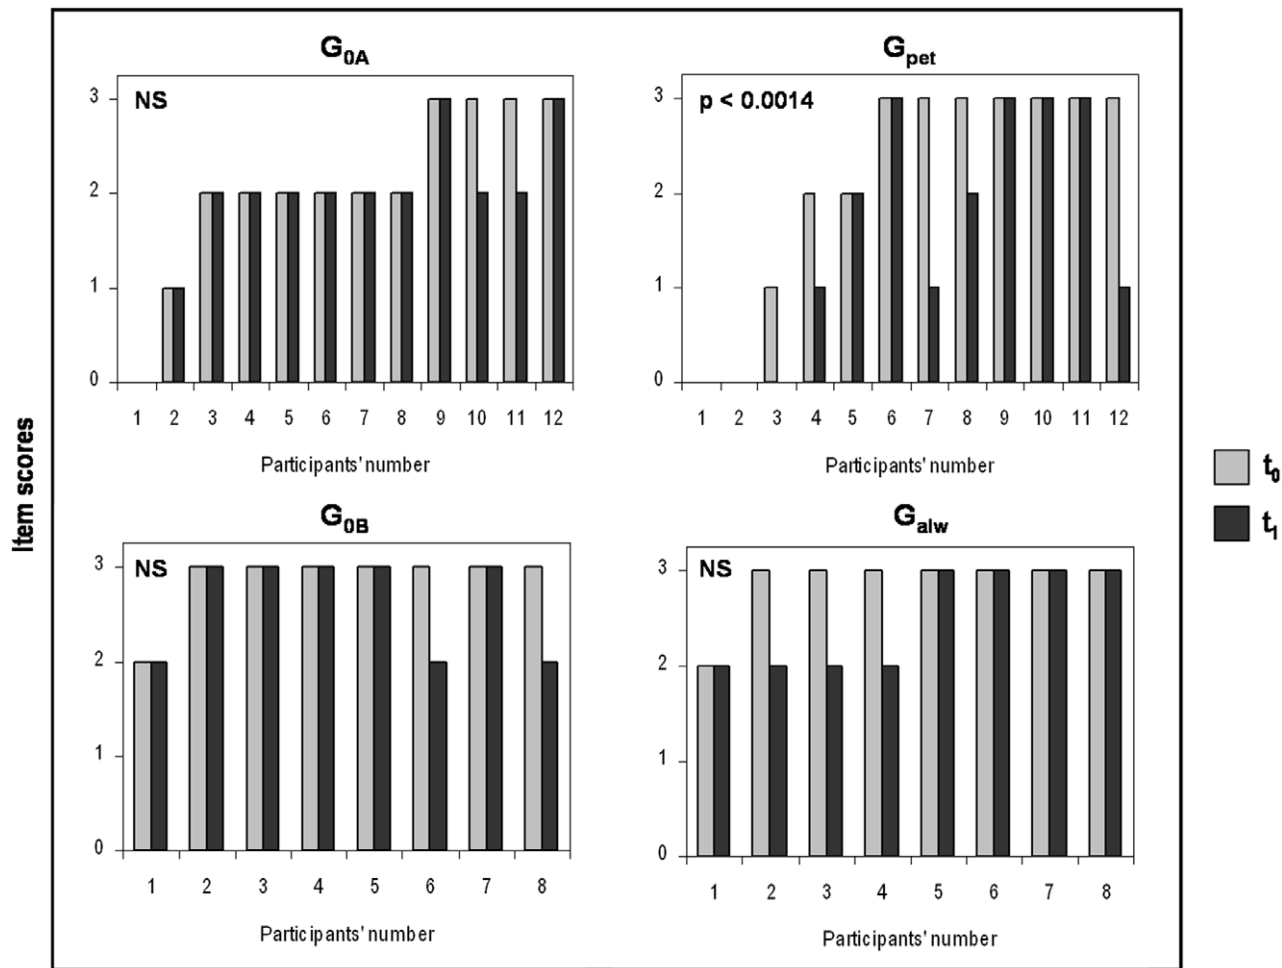 G0A
NS
3
2
1
0
1 2 3 4 5 6 7 8 9 10 11 12
Participants' number
Gpet
p < 0.0014
3
2
1
0
1 2 3 4 5 6 7 8 9 10 11 12
Participants' number
Item scores
G0B
NS
3
2
1
0
1 2 3 4 5 6 7 8
Participants' number
Galw
NS
3
2
1
0
1 2 3 4 5 6 7 8
Participants' number
t0
tI